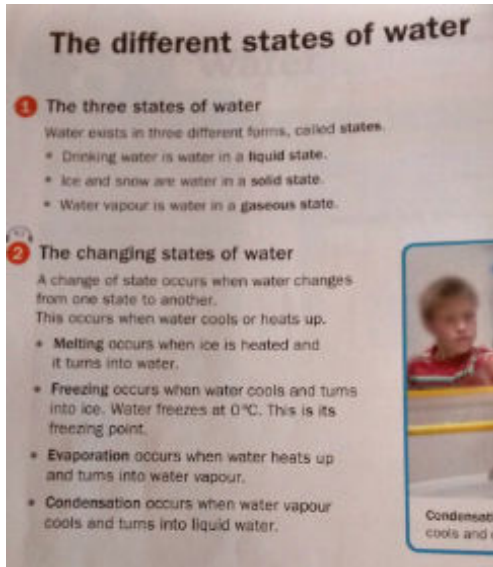 The different states of water
1 The three states of water
Water exists in three different forms, called states.
• Drinking water is water in a liquid state.
• Ice and snow are water in a solid state.
• Water vapour is water in a gaseous state.
2 The changing states of water
A change of state occurs when water changes
from one state to another.
This occurs when water cools or heats up.
• Melting occurs when ice is heated and
it turns into water.
• Freezing occurs when water cools and turns
into ice. Water freezes at 0°C. This is its
freezing point.
• Evaporation occurs when water heats up
and turns into water vapour.
• Condensation occurs when water vapour
cools and turns into liquid water.
Condensat
cools and